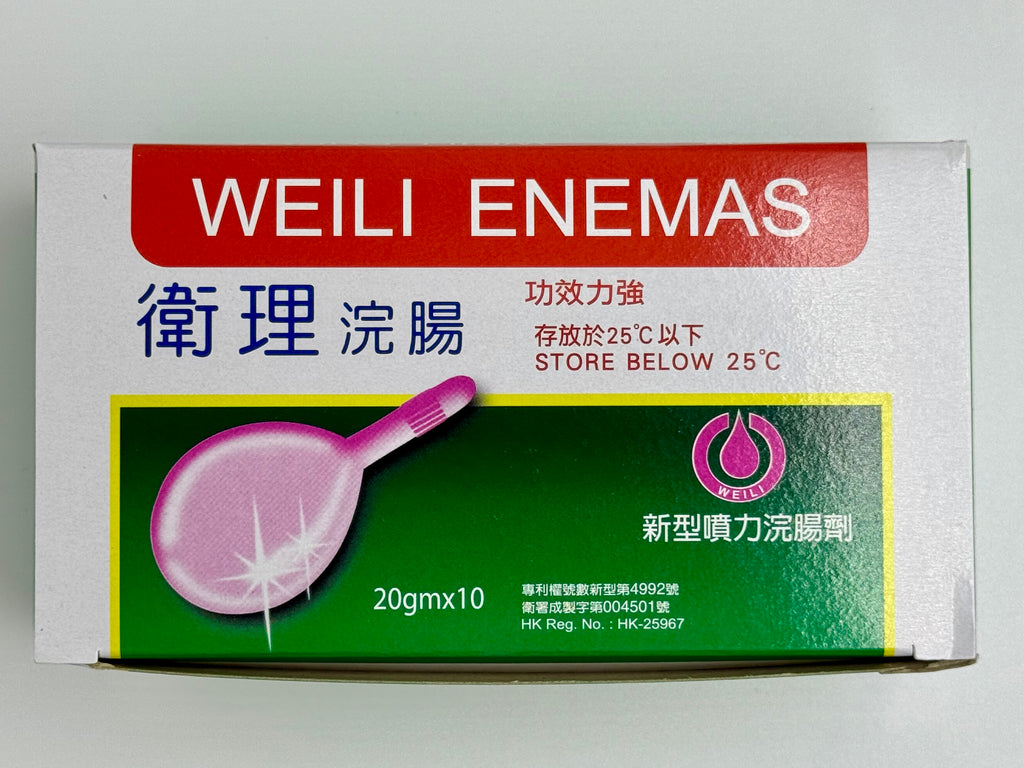 WEILI ENEMAS
衛理浣腸
功效力強
存放於25℃以下
STORE BELOW 25℃
WEILI
新型噴力浣腸劑
20gmx10
專利權號數新型第4992號
衛署成製字第004501號
HK Reg. No. : HK-25967